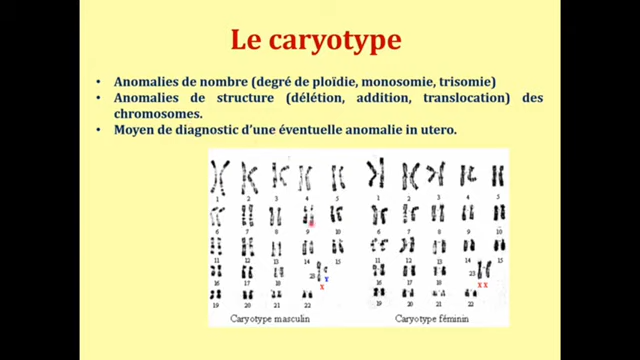 Le caryotype
• Anomalies de nombre (degré de ploïdie, monosomie, trisomie)
• Anomalies de structure (délétion, addition, translocation) des
chromosomes.
• Moyen de diagnostic d'une éventuelle anomalie in utero.
1 2 3 4 5
6 7 8 9 10
11 12 13 14 15
16 17 18 23 X Y
19 20 21 22
Caryotype masculin
1 2 3 4 5
6 7 8 9 10
11 12 13 14 15
16 17 18 23 X X
19 20 21 22
Caryotype féminin